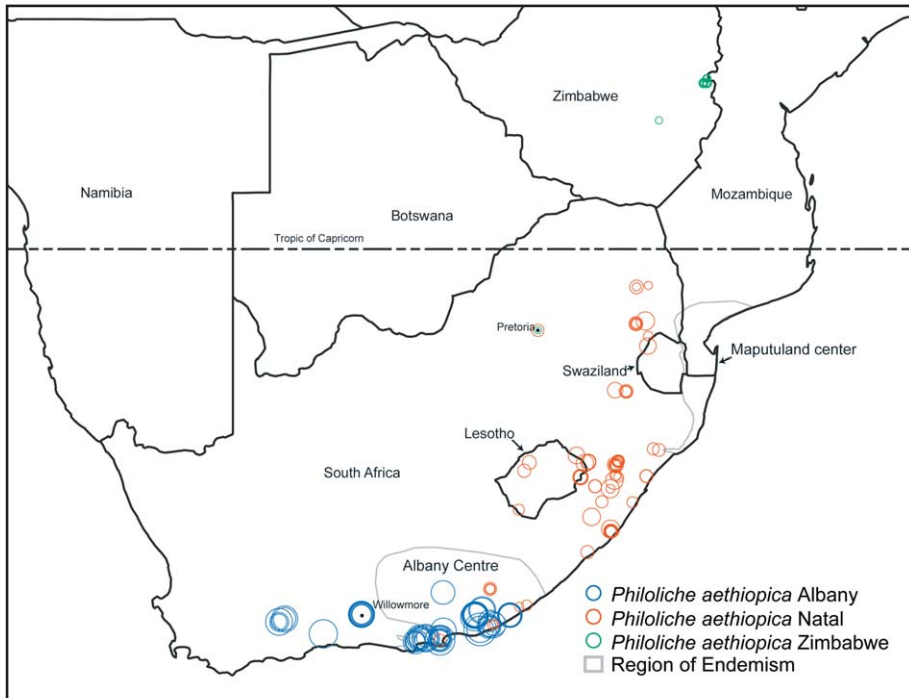 Zimbabwe
Namibia
Mozambique
Botswana
Tropic of Capricorn
Pretoria
Maputuland center
Swaziland
Lesotho
South Africa
Albany Centre
Willowmore
Philoliche aethiopica Albany
Philoliche aethiopica Natal
Philoliche aethiopica Zimbabwe
Region of Endemism